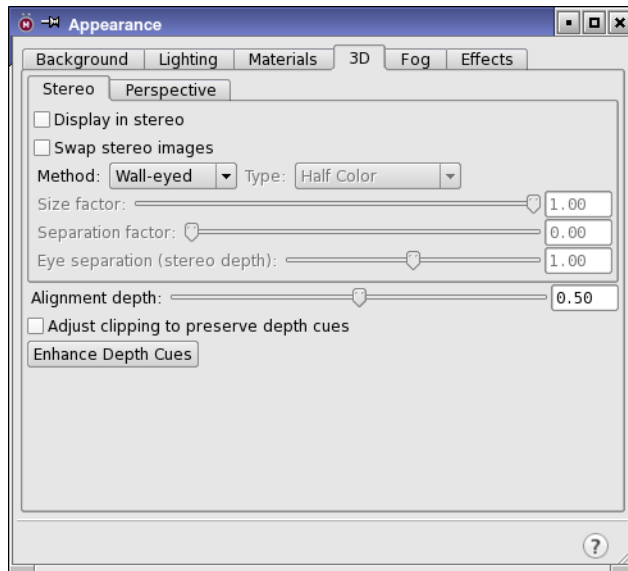 Appearance
Background Lighting Materials 3D Fog Effects
Stereo Perspective
Display in stereo
Swap stereo images
Method: Wall-eyed Type: Half Color
Size factor: 1.00
Separation factor: 0.00
Eye separation (stereo depth): 1.00
Alignment depth: 0.50
Adjust clipping to preserve depth cues
Enhance Depth Cues
?